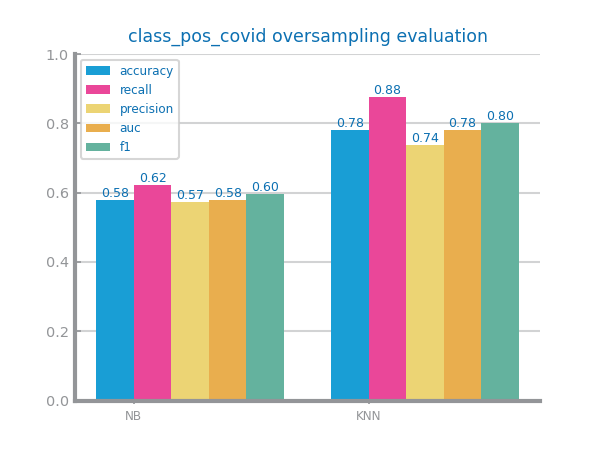 class_pos_covid oversampling evaluation
1.0
0.8
0.6
0.4
0.2
0.0
accuracy
recall
precision
auc
f1
0.58
0.62
0.57
0.58
0.60
0.78
0.88
0.74
0.78
0.80
NB
KNN